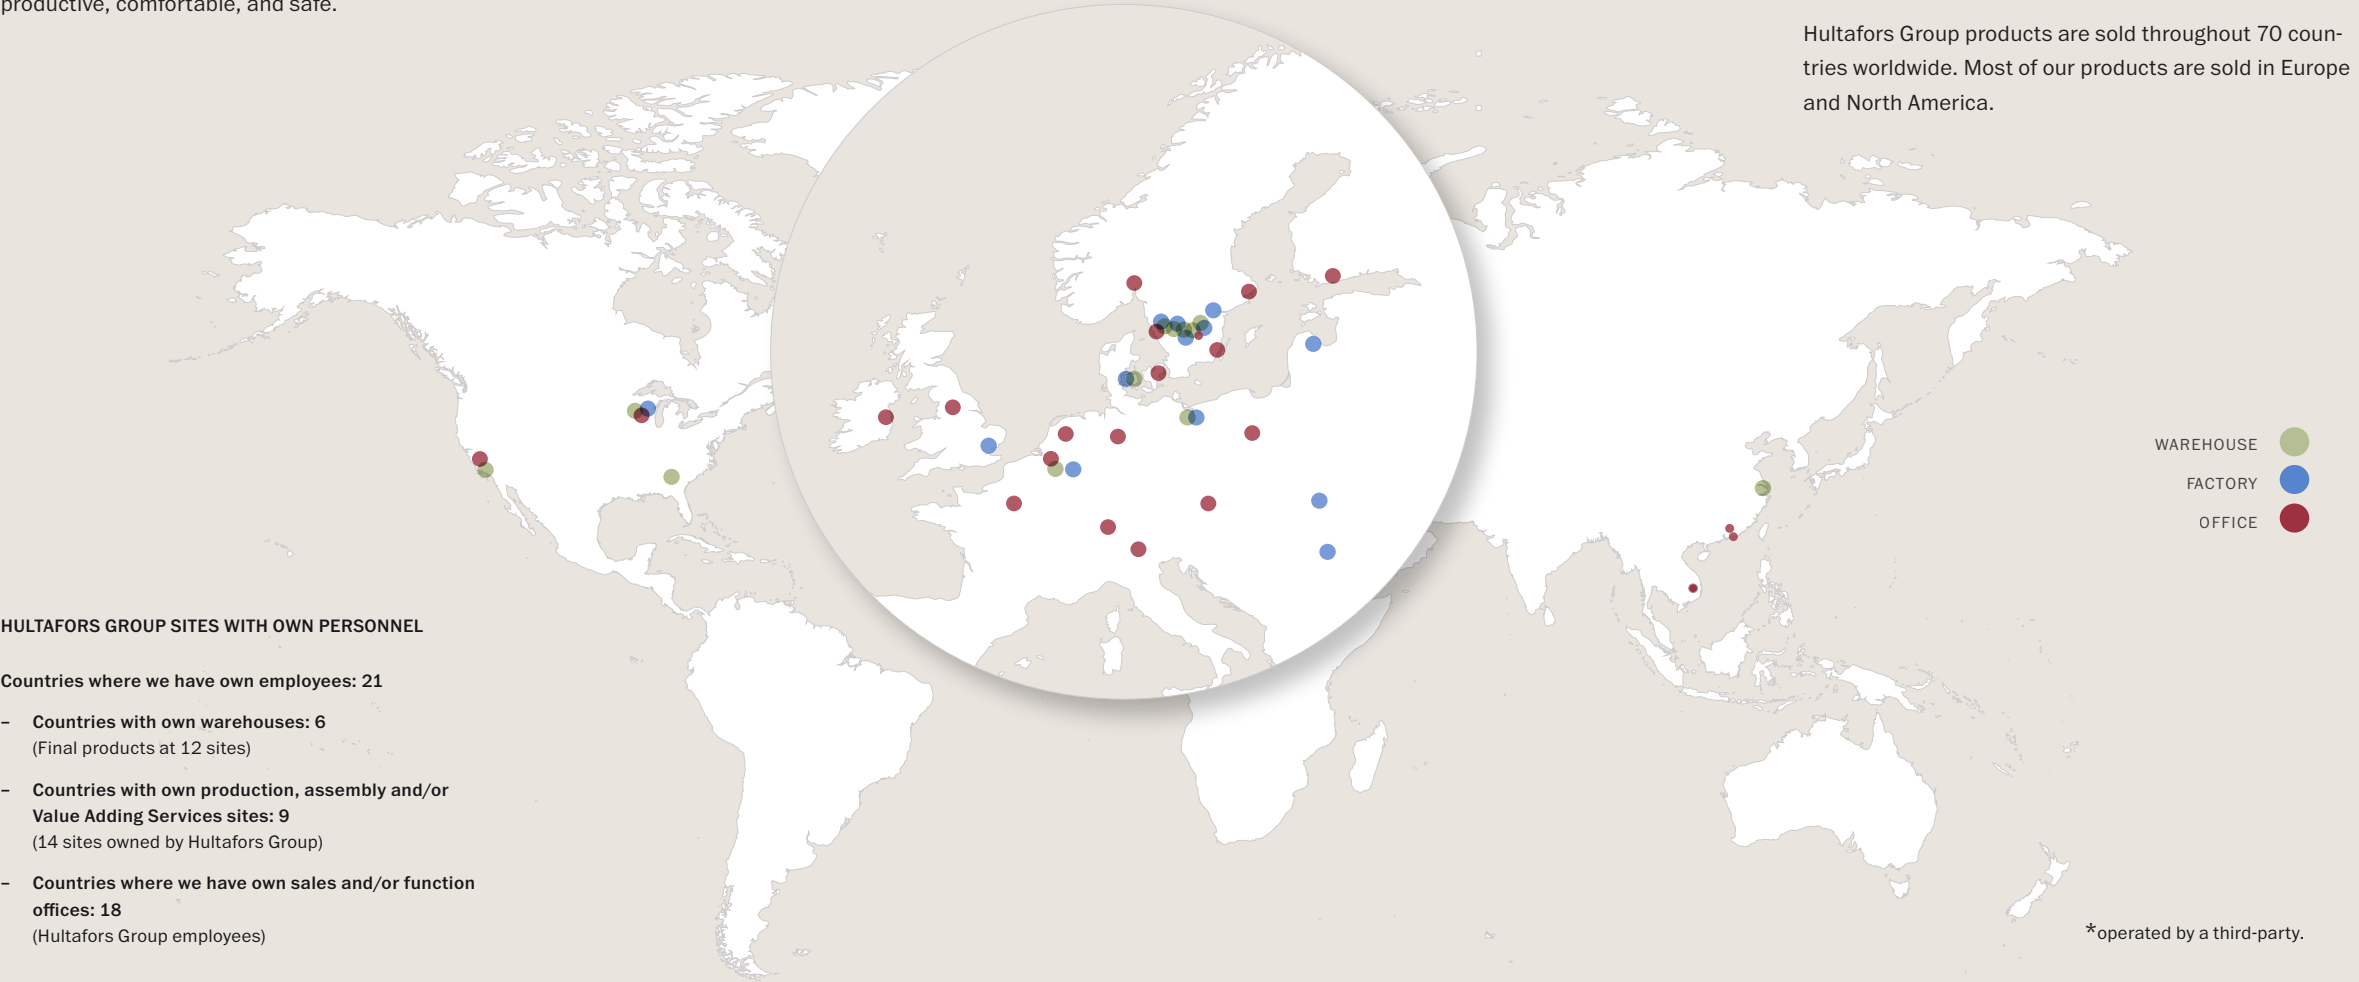 productive, comfortable, and safe.
Hultafors Group products are sold throughout 70 coun-
tries worldwide. Most of our products are sold in Europe
and North America.
WAREHOUSE
FACTORY
OFFICE
HULTAFORS GROUP SITES WITH OWN PERSONNEL
Countries where we have own employees: 21
– Countries with own warehouses: 6
(Final products at 12 sites)
– Countries with own production, assembly and/or
Value Adding Services sites: 9
(14 sites owned by Hultafors Group)
– Countries where we have own sales and/or function
offices: 18
(Hultafors Group employees)
*operated by a third-party.